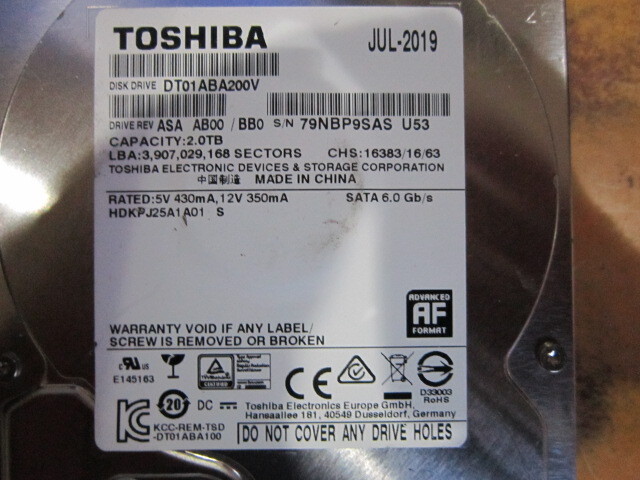 TOSHIBA JUL-2019
DISK DRIVE DT01ABA200V
DRIVE REV ASA AB00 / BB0 S/N 79NBP9SAS U53
CAPACITY:2.0TB
LBA:3,907,029,168 SECTORS CHS:16383/16/63
TOSHIBA ELECTRONIC DEVICES & STORAGE CORPORATION
中国制造 MADE IN CHINA
RATED:5V 430mA,12V 350mA SATA 6.0 Gb/s
HDKPJ25A1A01 S
ADVANCED
AF
FORMAT
WARRANTY VOID IF ANY LABEL/
SCREW IS REMOVED OR BROKEN
c US
E145163
CE
D33003
RoHS
20
DC
Toshiba Electronics Europe GmbH,
Hansaallee 181, 40549 Dusseldorf, Germany
KCC-REM-TSD
-DT01ABA100
DO NOT COVER ANY DRIVE HOLES